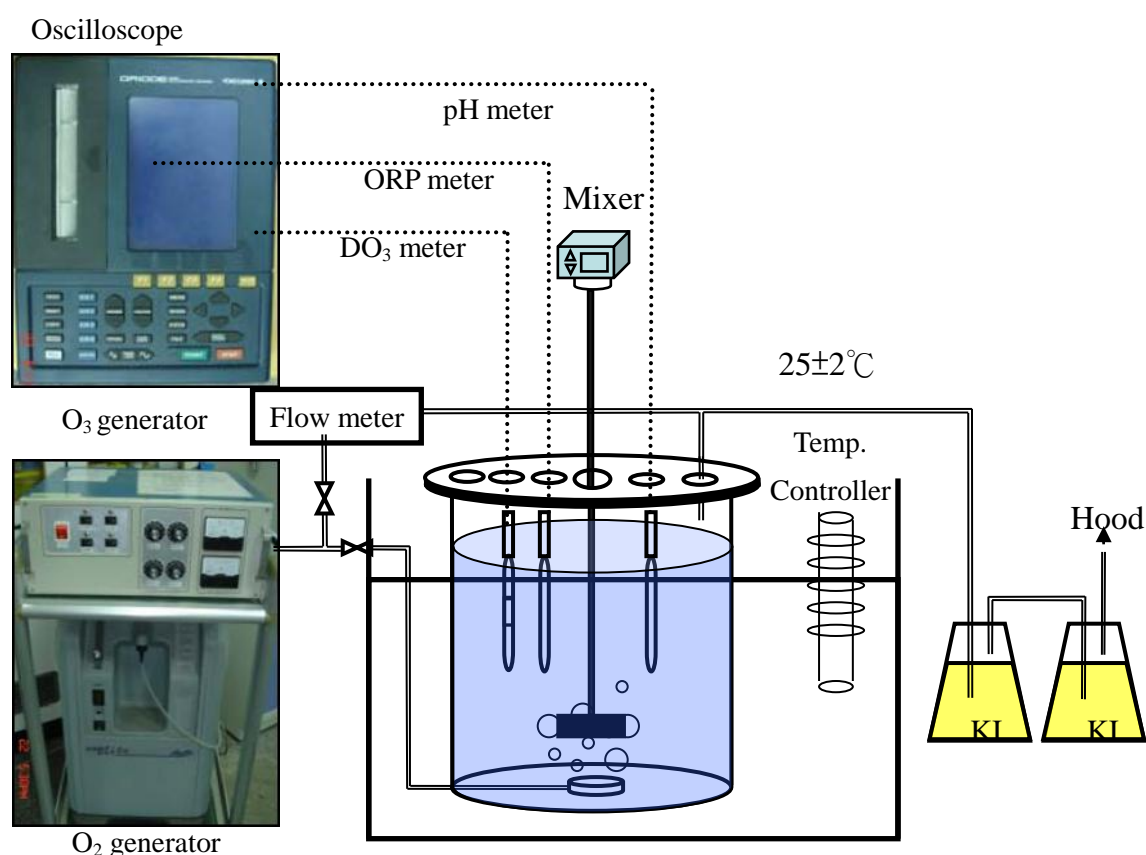 Oscilloscope
pH meter
ORP meter
Mixer
DO₃ meter
25±2℃
O₃ generator
Flow meter
Temp.
Controller
Hood
KI
KI
O₂ generator